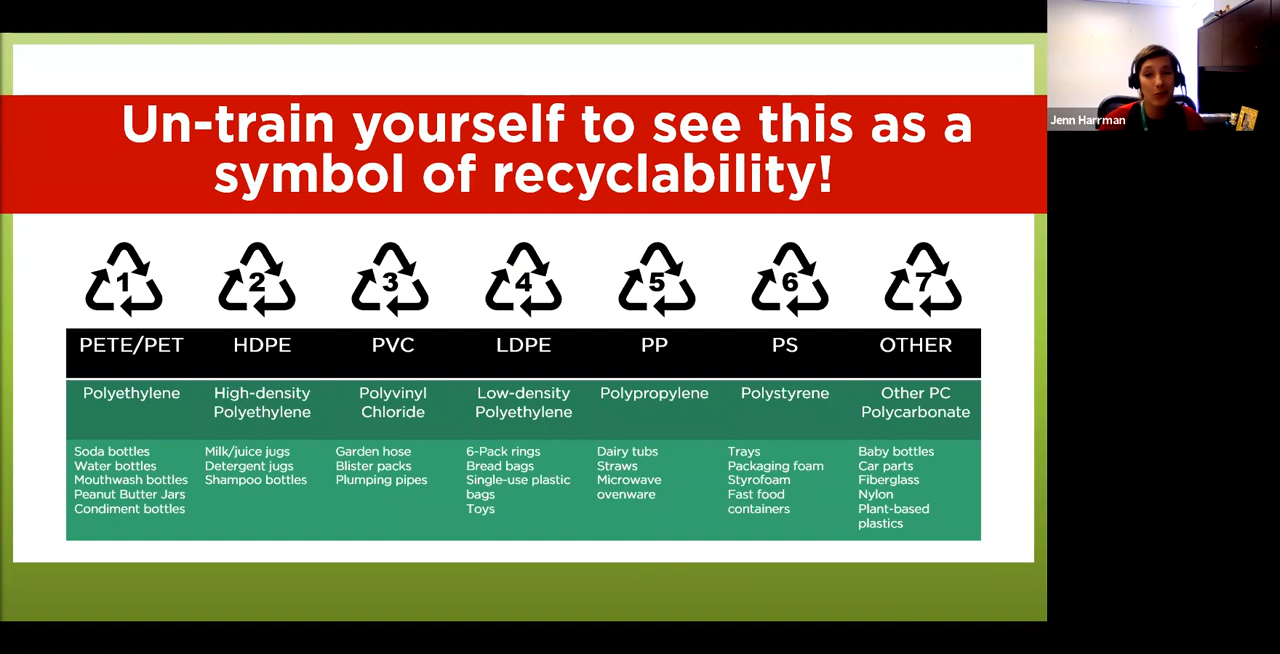 Un-train yourself to see this as a
symbol of recyclability!
Jenn Harrman
1 2 3 4 5 6 7
PETE/PET HDPE PVC LDPE PP PS OTHER
Polyethylene
High-density
Polyethylene
Polyvinyl
Chloride
Low-density
Polyethylene
Polypropylene
Polystyrene
Other PC
Polycarbonate
Soda bottles
Water bottles
Mouthwash bottles
Peanut Butter Jars
Condiment bottles
Milk/juice jugs
Detergent jugs
Shampoo bottles
Garden hose
Blister packs
Plumping pipes
6-Pack rings
Bread bags
Single-use plastic
bags
Toys
Dairy tubs
Straws
Microwave
ovenware
Trays
Packaging foam
Styrofoam
Fast food
containers
Baby bottles
Car parts
Fiberglass
Nylon
Plant-based
plastics